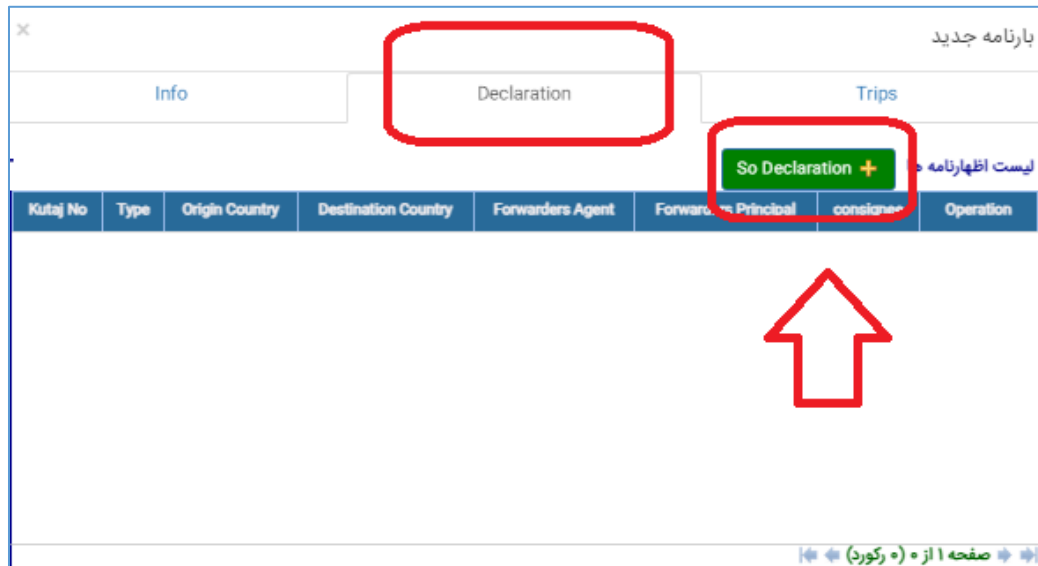 بارنامه جدید
×
Info
Declaration
Trips
لیست اظهارنامه ها
So Declaration +
Kutaj No
Type
Origin Country
Destination Country
Forwarders Agent
Forwarders Principal
consignee
Operation
صفحه ۱ از ۰ (۰ رکورد)